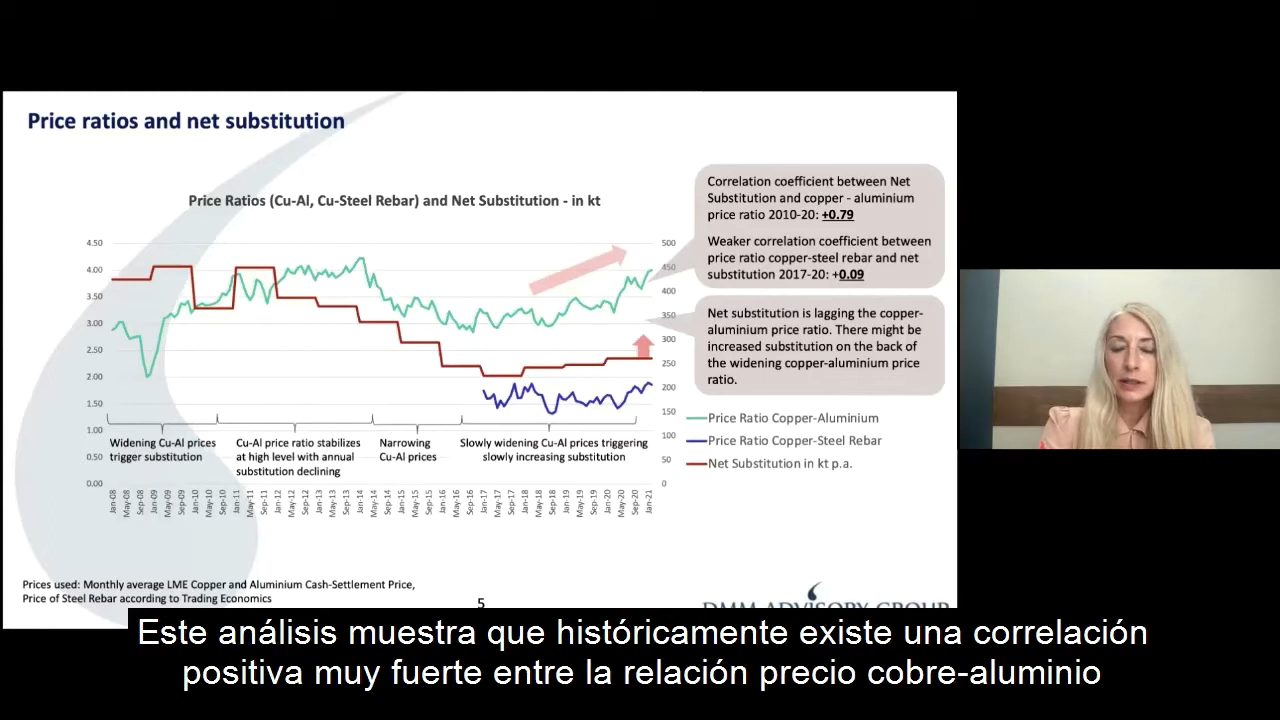 Price ratios and net substitution
Price Ratios (Cu-Al, Cu-Steel Rebar) and Net Substitution - in kt
4.50
4.00
3.50
3.00
2.50
2.00
1.50
1.00
0.50
0.00
500
450
400
350
300
250
200
150
100
50
0
Widening Cu-Al prices
trigger substitution
Cu-Al price ratio stabilizes
at high level with annual
substitution declining
Narrowing
Cu-Al prices
Slowly widening Cu-Al prices triggering
slowly increasing substitution
Jan-08
May-08
Sep-08
Jan-09
May-09
Sep-09
Jan-10
May-10
Sep-10
Jan-11
May-11
Sep-11
Jan-12
May-12
Sep-12
Jan-13
May-13
Sep-13
Jan-14
May-14
Sep-14
Jan-15
May-15
Sep-15
Jan-16
May-16
Sep-16
Jan-17
May-17
Sep-17
Jan-18
May-18
Sep-18
Jan-19
May-19
Sep-19
Jan-20
May-20
Sep-20
Jan-21
Correlation coefficient between Net
Substitution and copper - aluminium
price ratio 2010-20: +0.79
Weaker correlation coefficient between
price ratio copper-steel rebar and net
substitution 2017-20: +0.09
Net substitution is lagging the copper-
aluminium price ratio. There might be
increased substitution on the back of
the widening copper-aluminium price
ratio.
Price Ratio Copper-Aluminium
Price Ratio Copper-Steel Rebar
Net Substitution in kt p.a.
Prices used: Monthly average LME Copper and Aluminium Cash-Settlement Price,
Price of Steel Rebar according to Trading Economics
5
DMM ADVISORY GROUP
Este análisis muestra que históricamente existe una correlación
positiva muy fuerte entre la relación precio cobre-aluminio